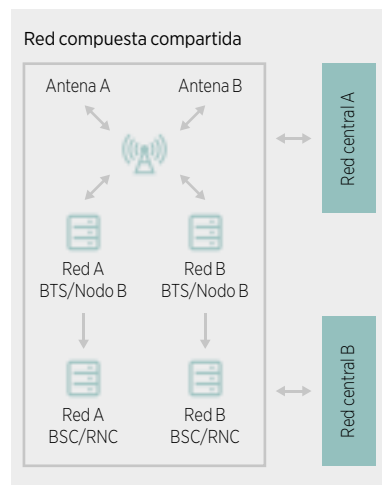 Red compuesta compartida
Antena A
Antena B
Red central A
Red A
BTS/Nodo B
Red B
BTS/Nodo B
Red A
BSC/RNC
Red B
BSC/RNC
Red central B